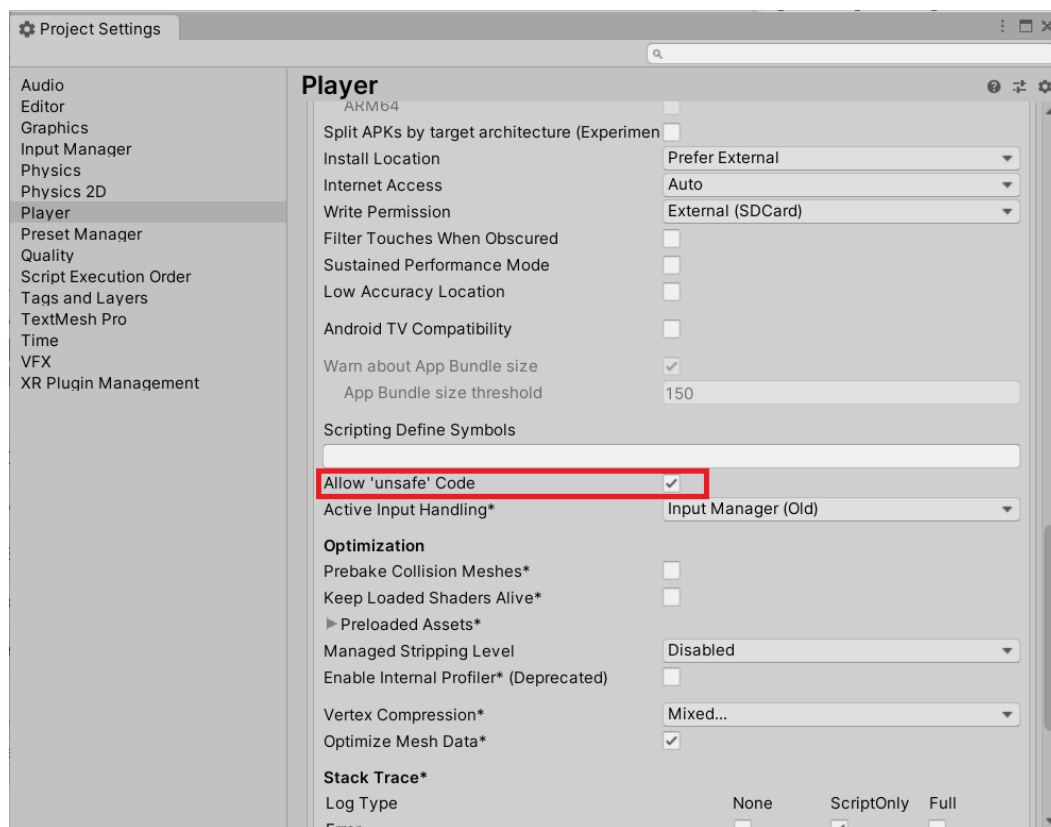 Project Settings
Audio
Editor
Graphics
Input Manager
Physics
Physics 2D
Player
Preset Manager
Quality
Script Execution Order
Tags and Layers
TextMesh Pro
Time
VFX
XR Plugin Management
Player
ARM64
Split APKs by target architecture (Experimen
Install Location Prefer External
Internet Access Auto
Write Permission External (SDCard)
Filter Touches When Obscured
Sustained Performance Mode
Low Accuracy Location
Android TV Compatibility
Warn about App Bundle size
App Bundle size threshold 150
Scripting Define Symbols
Allow 'unsafe' Code
Active Input Handling* Input Manager (Old)
Optimization
Prebake Collision Meshes*
Keep Loaded Shaders Alive*
Preloaded Assets*
Managed Stripping Level Disabled
Enable Internal Profiler* (Deprecated)
Vertex Compression* Mixed...
Optimize Mesh Data*
Stack Trace*
Log Type None ScriptOnly Full